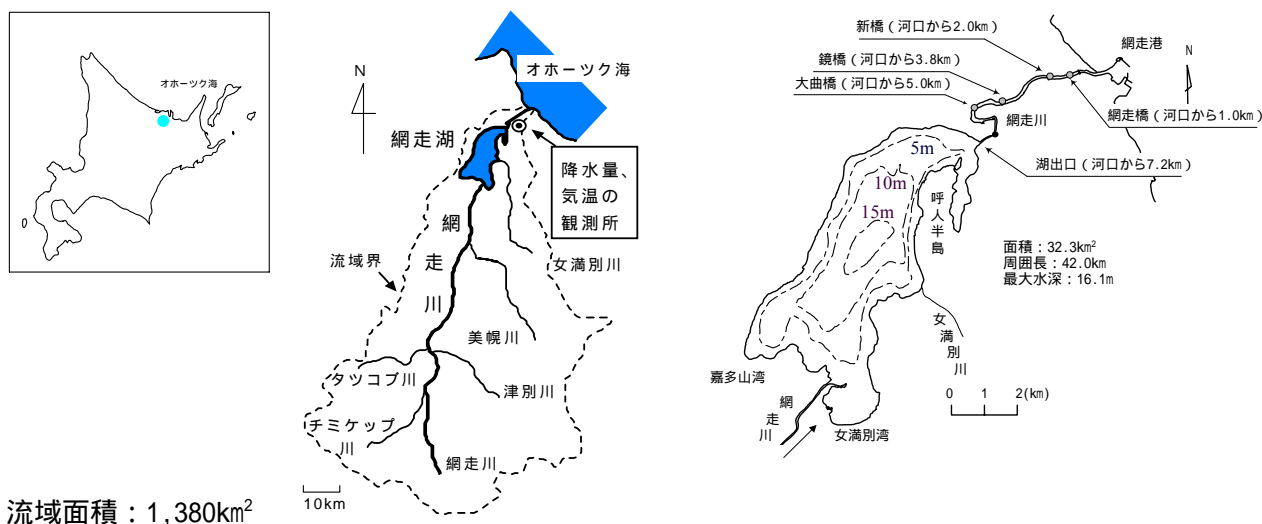 オホーツク海
流域面積：1,380km²
N
オホーツク海
網走湖
降水量、
気温の
観測所
網走川
流域界
女満別川
美幌川
タツコブ川
津別川
チミケップ
川
網走川
10km
新橋（河口から2.0km）
網走港
鏡橋（河口から3.8km）
N
大曲橋（河口から5.0km）
網走川
網走橋（河口から1.0km）
湖出口（河口から7.2km）
5m
10m
15m
呼人半島
面積：32.3km²
周囲長：42.0km
最大水深：16.1m
女満別川
嘉多山湾
0 1 2(km)
網走川
女満別湾